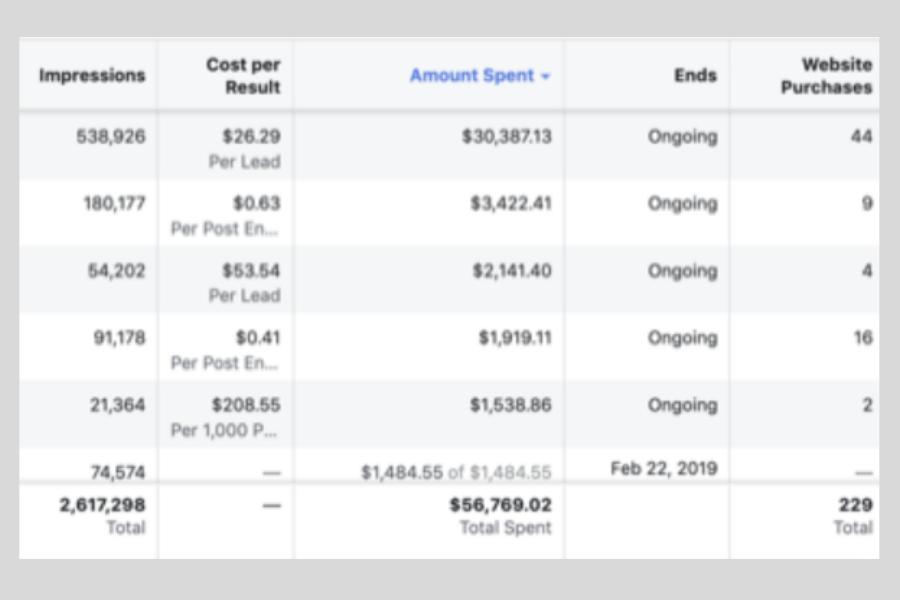 Impressions Cost per Result Amount Spent Ends Website Purchases
538,926 $26.29 $30,387.13 Ongoing 44
Per Lead
180,177 $0.63 $3,422.41 Ongoing 9
Per Post En...
54,202 $53.54 $2,141.40 Ongoing 4
Per Lead
91,178 $0.41 $1,919.11 Ongoing 16
Per Post En...
21,364 $208.55 $1,538.86 Ongoing 2
Per 1,000 P...
74,574 — $1,484.55 of $1,484.55 Feb 22, 2019 —
2,617,298 — $56,769.02 229
Total Total Spent Total